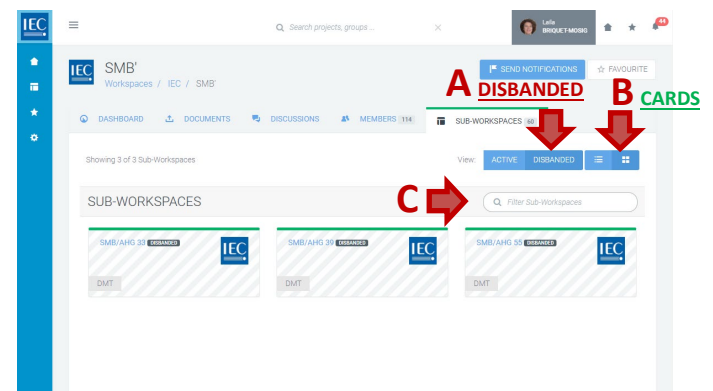 IEC
Search projects, groups ...
Leila
BRIQUET-MOSIG
44
IEC
SMB'
Workspaces / IEC / SMB'
SEND NOTIFICATIONS
FAVOURITE
A DISBANDED
B CARDS
DASHBOARD
DOCUMENTS
DISCUSSIONS
MEMBERS 114
SUB-WORKSPACES 60
Showing 3 of 3 Sub-Workspaces
View:
ACTIVE
DISBANDED
SUB-WORKSPACES
C
Filter Sub-Workspaces
SMB/AHG 33 DISBANDED
IEC
DMT
SMB/AHG 39 DISBANDED
IEC
DMT
SMB/AHG 55 DISBANDED
IEC
DMT